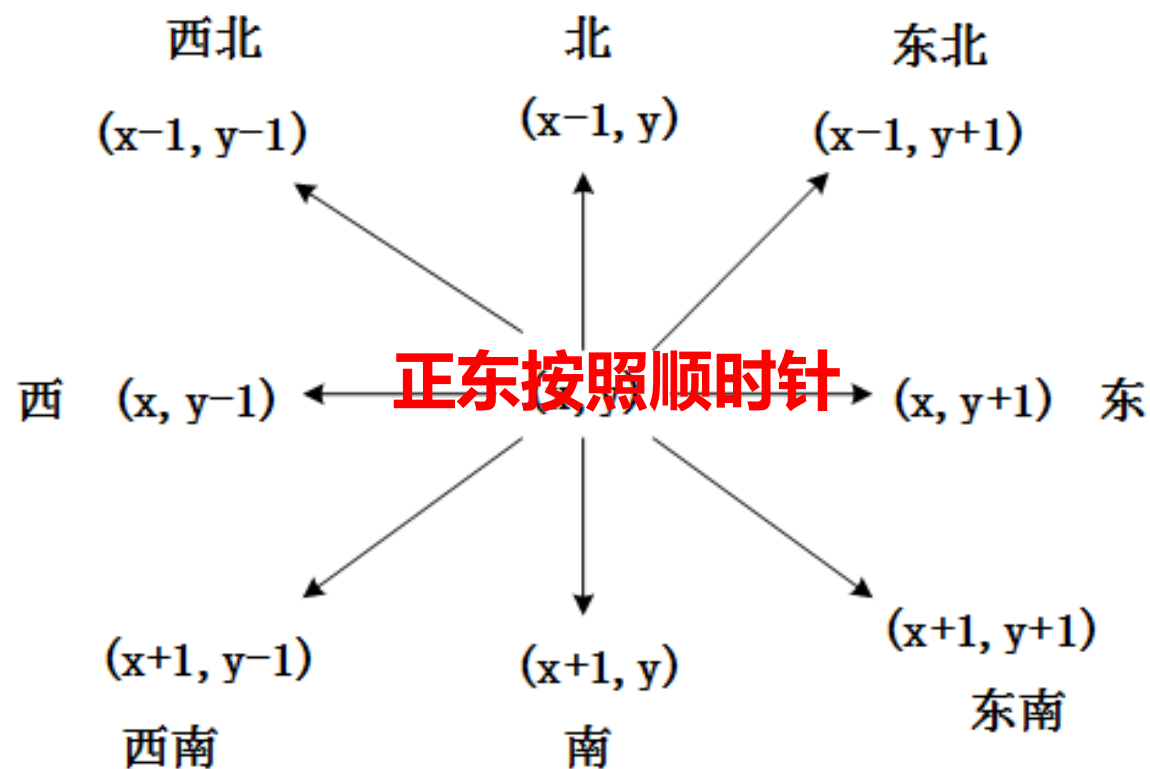 西北 北 东北
(x-1, y-1) (x-1, y) (x-1, y+1)
正东按照顺时针
西 (x, y-1) (x, y) (x, y+1) 东
(x+1, y-1) (x+1, y) (x+1, y+1)
西南 南 东南